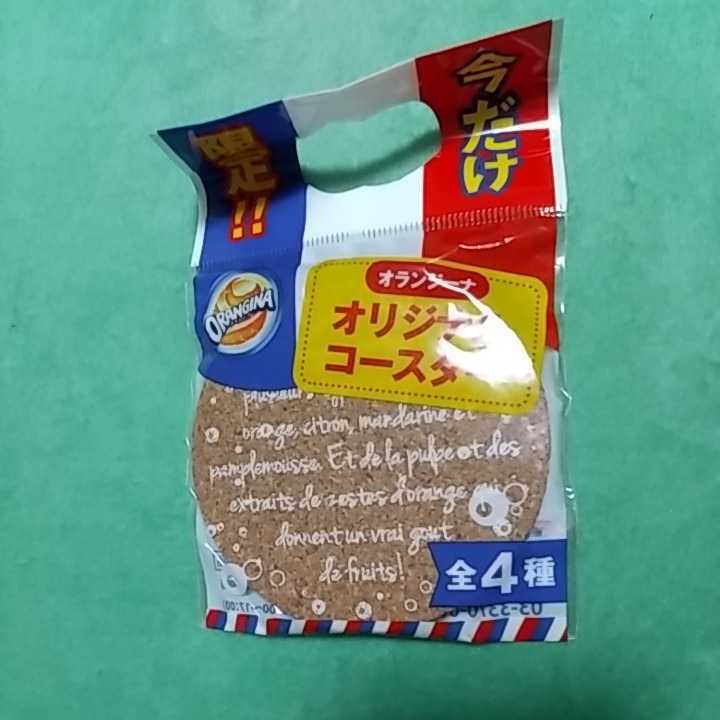 今だけ
限定!!
ORANGINA
オランジーナ
オリジナル
コースター
orange, citron, mandarine et
pamplemousse. Et de la pulpe et des
extraits de zestes d'orange qui
donnent un vrai goût
de fruits!
全4種